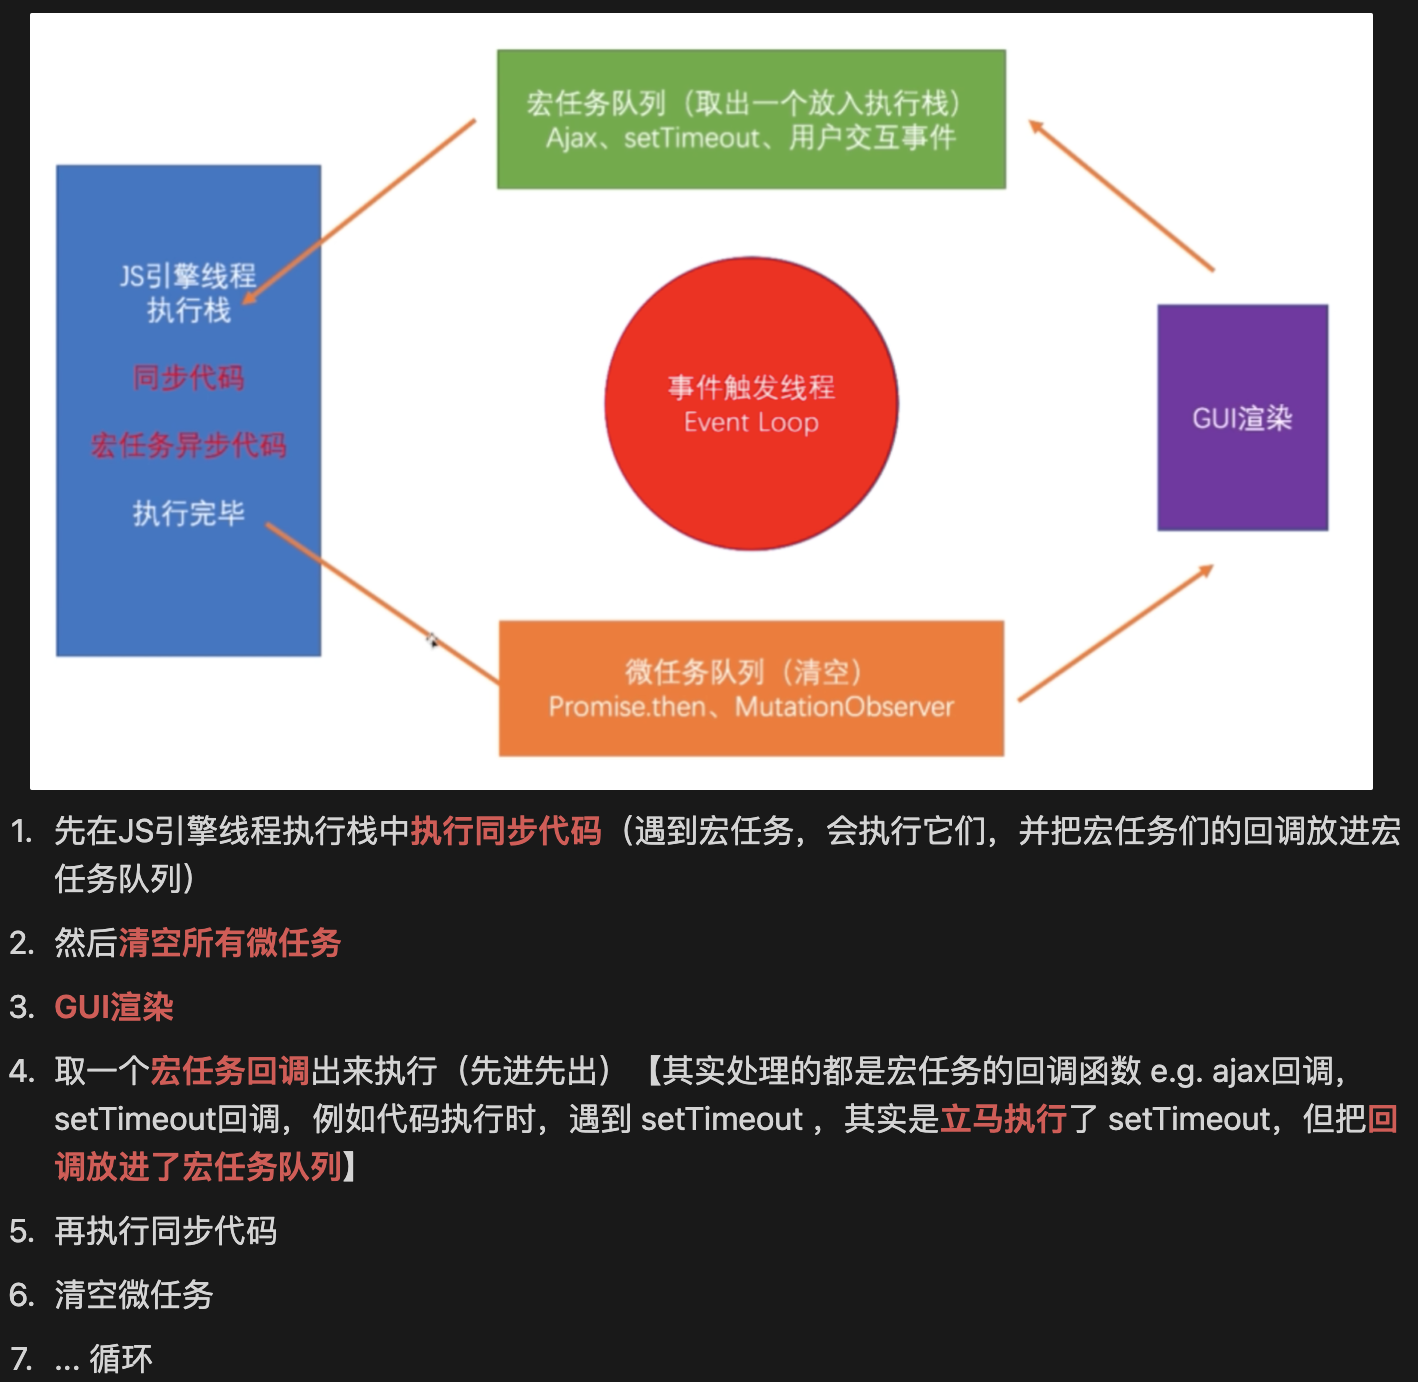 宏任务队列（取出一个放入执行栈）
Ajax、setTimeout、用户交互事件
JS引擎线程
执行栈
同步代码
宏任务异步代码
执行完毕
事件触发线程
Event Loop
GUI渲染
微任务队列（清空）
Promise.then、MutationObserver
1. 先在JS引擎线程执行栈中执行同步代码（遇到宏任务，会执行它们，并把宏任务们的回调放进宏
任务队列）
2. 然后清空所有微任务
3. GUI渲染
4. 取一个宏任务回调出来执行（先进先出）【其实处理的都是宏任务的回调函数 e.g. ajax回调，
setTimeout回调，例如代码执行时，遇到 setTimeout ，其实是立马执行了 setTimeout，但把回
调放进了宏任务队列】
5. 再执行同步代码
6. 清空微任务
7. ... 循环